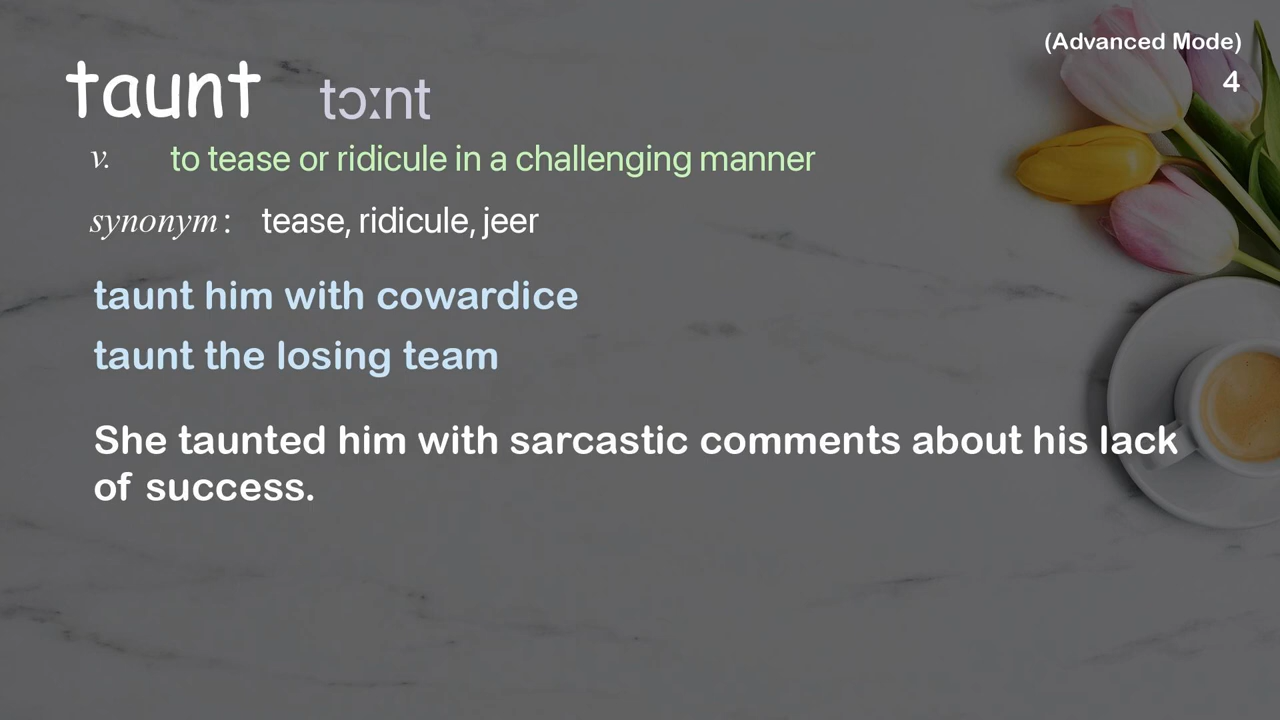 (Advanced Mode)
4
taunt tɔːnt
v. to tease or ridicule in a challenging manner
synonym: tease, ridicule, jeer
taunt him with cowardice
taunt the losing team
She taunted him with sarcastic comments about his lack
of success.